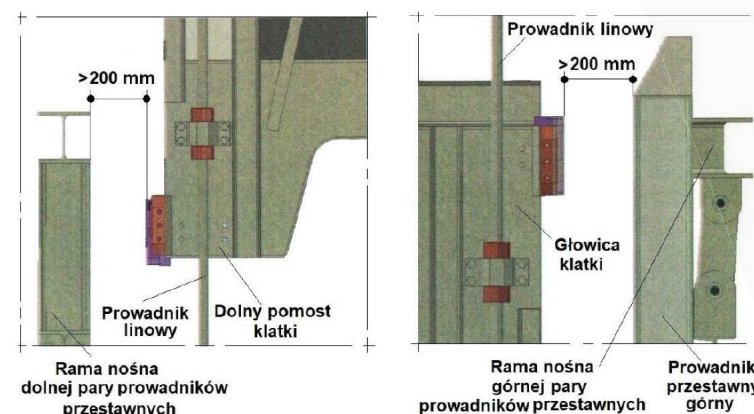 >200 mm
Prowadnik
linowy
Dolny pomost
klatki
Rama nośna
dolnej pary prowadników
przestawnych
Prowadnik linowy
>200 mm
Głowica
klatki
Rama nośna
górnej pary
prowadników przestawnych
Prowadnik
przestawny
górny